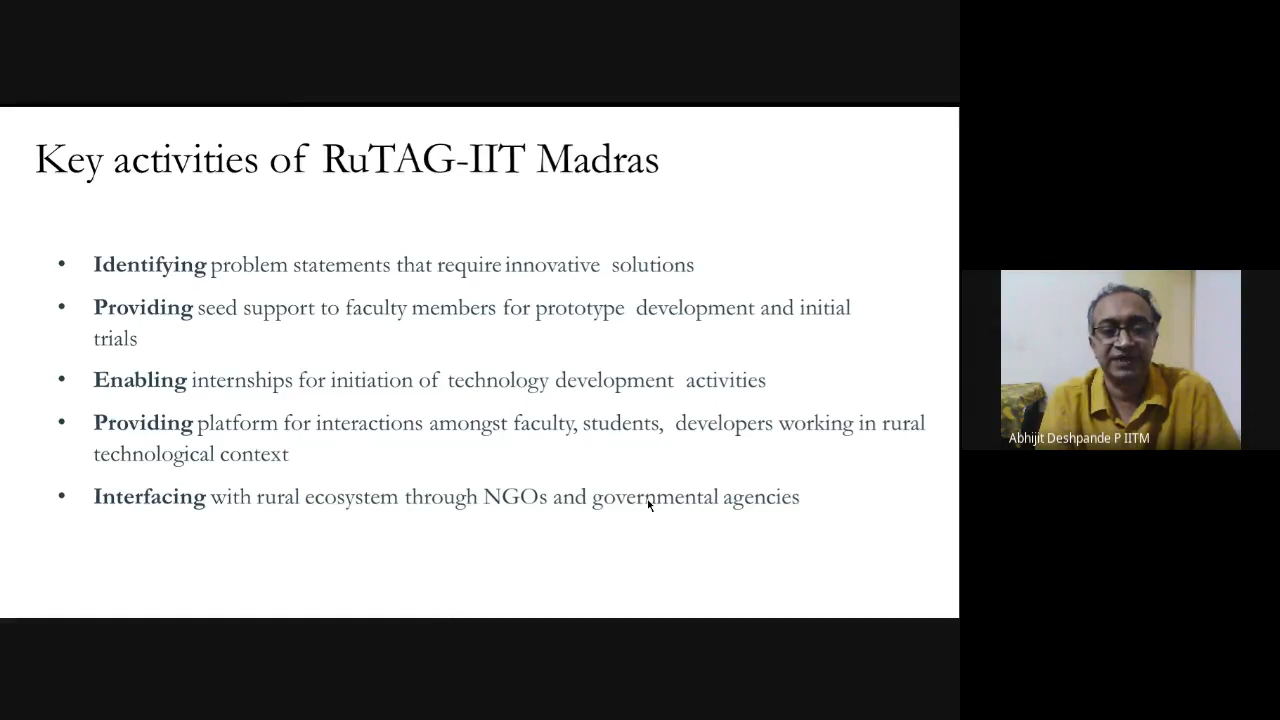 Key activities of RuTAG-IIT Madras
• Identifying problem statements that require innovative solutions
• Providing seed support to faculty members for prototype development and initial
trials
• Enabling internships for initiation of technology development activities
• Providing platform for interactions amongst faculty, students, developers working in rural
technological context
• Interfacing with rural ecosystem through NGOs and governmental agencies
Abhijit Deshpande P IITM